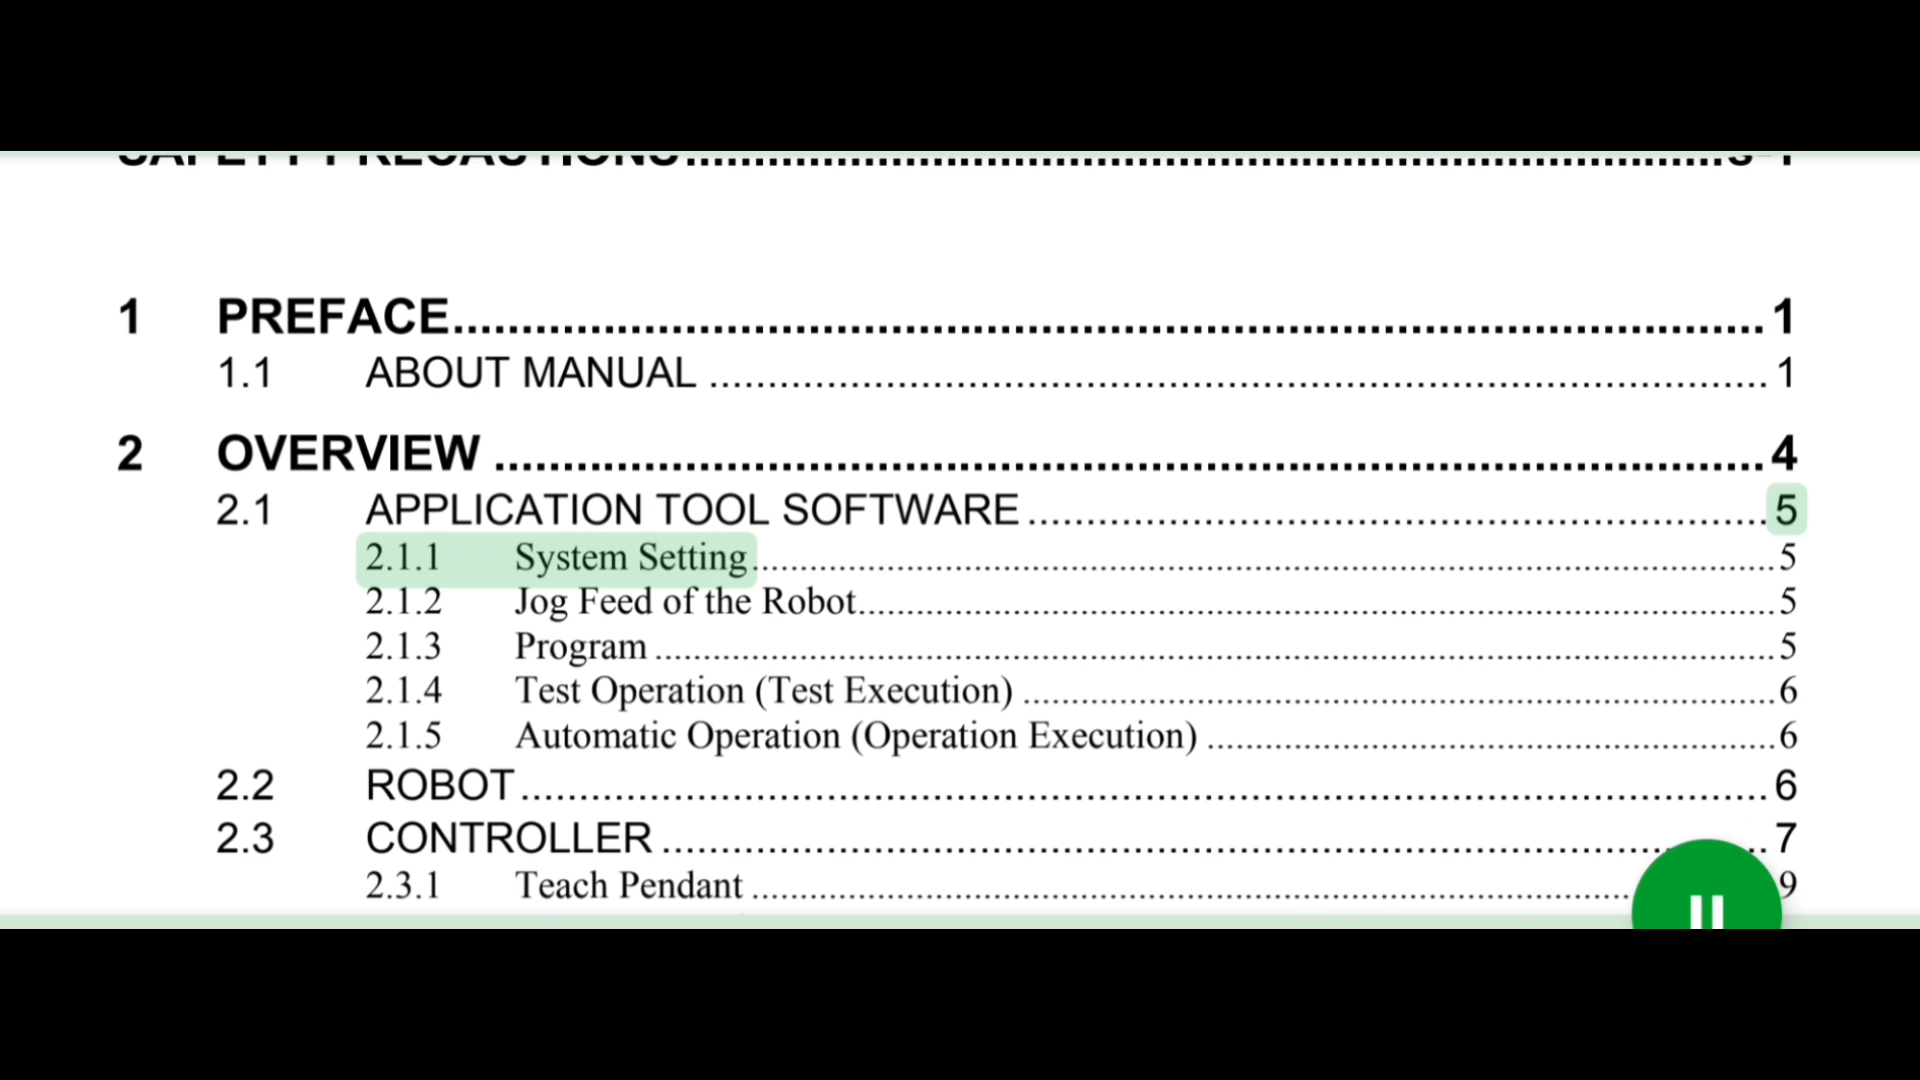 SAFETY PRECAUTIONS........................................s-1
1 PREFACE........................................1
1.1 ABOUT MANUAL ........................................ 1
2 OVERVIEW ........................................4
2.1 APPLICATION TOOL SOFTWARE........................................5
2.1.1 System Setting........................................5
2.1.2 Jog Feed of the Robot........................................5
2.1.3 Program........................................5
2.1.4 Test Operation (Test Execution) ........................................6
2.1.5 Automatic Operation (Operation Execution) ........................................6
2.2 ROBOT........................................6
2.3 CONTROLLER........................................7
2.3.1 Teach Pendant........................................9